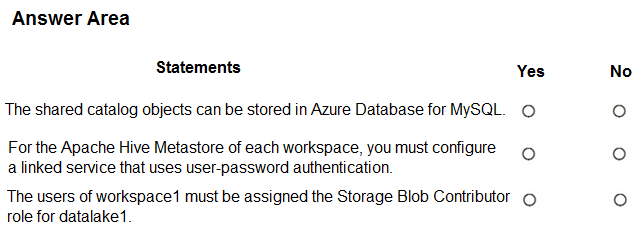 Answer Area
Statements Yes No
The shared catalog objects can be stored in Azure Database for MySQL.
For the Apache Hive Metastore of each workspace, you must configure
a linked service that uses user-password authentication.
The users of workspace1 must be assigned the Storage Blob Contributor
role for datalake1.